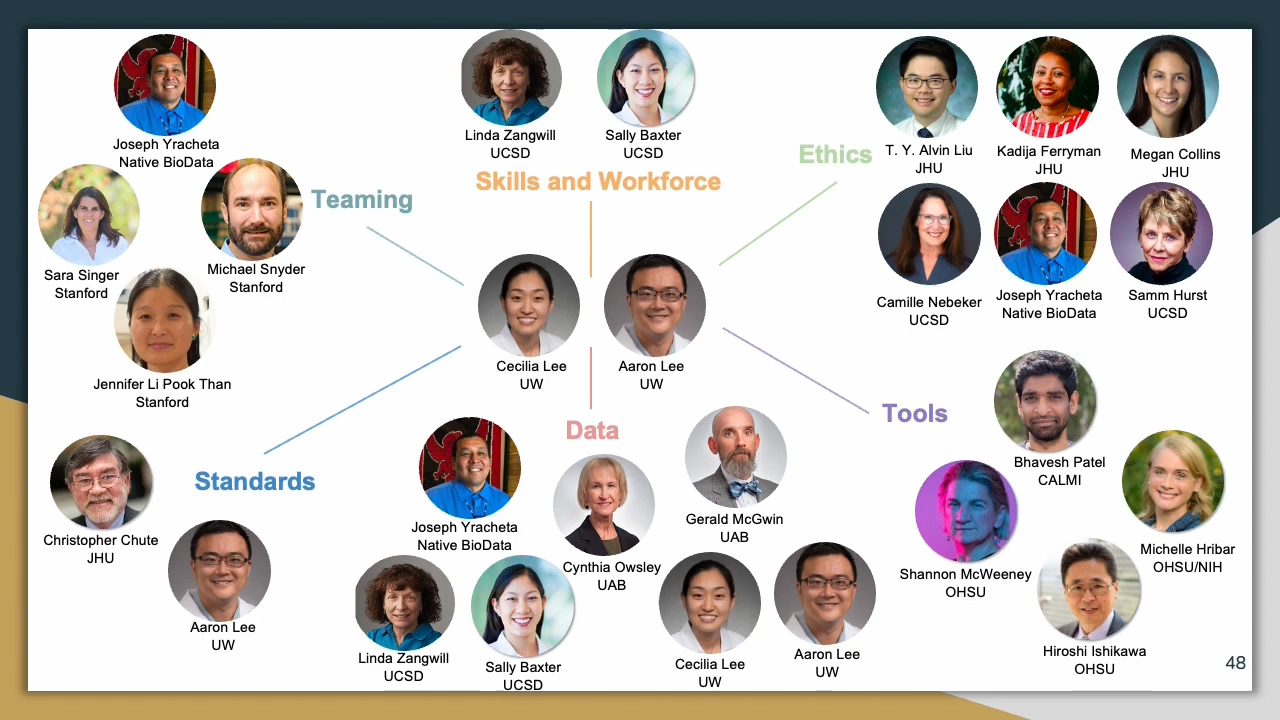 Joseph Yracheta
Native BioData
Sara Singer
Stanford
Michael Snyder
Stanford
Jennifer Li Pook Than
Stanford
Teaming
Linda Zangwill
UCSD
Sally Baxter
UCSD
Skills and Workforce
Ethics
T. Y. Alvin Liu
JHU
Kadija Ferryman
JHU
Megan Collins
JHU
Camille Nebeker
UCSD
Joseph Yracheta
Native BioData
Samm Hurst
UCSD
Cecilia Lee
UW
Aaron Lee
UW
Standards
Christopher Chute
JHU
Aaron Lee
UW
Data
Joseph Yracheta
Native BioData
Cynthia Owsley
UAB
Gerald McGwin
UAB
Linda Zangwill
UCSD
Sally Baxter
UCSD
Cecilia Lee
UW
Aaron Lee
UW
Tools
Bhavesh Patel
CALMI
Shannon McWeeney
OHSU
Michelle Hribar
OHSU/NIH
Hiroshi Ishikawa
OHSU
48